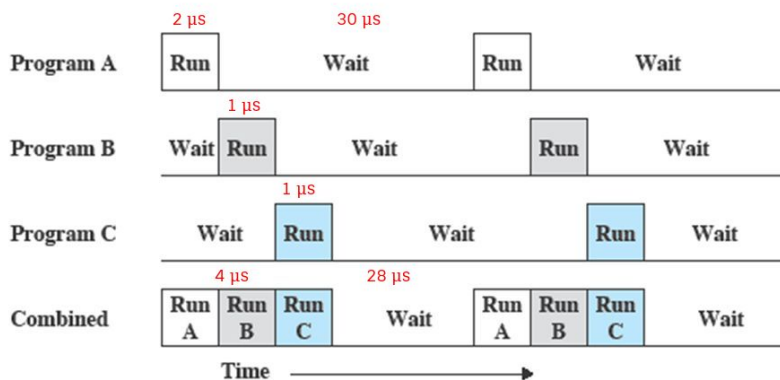 2 μs 30 μs
Program A Run Wait Run Wait
1 μs
Program B Wait Run Wait Run Wait
1 μs
Program C Wait Run Wait Run Wait
4 μs 28 μs
Combined Run A Run B Run C Wait Run A Run B Run C Wait
Time